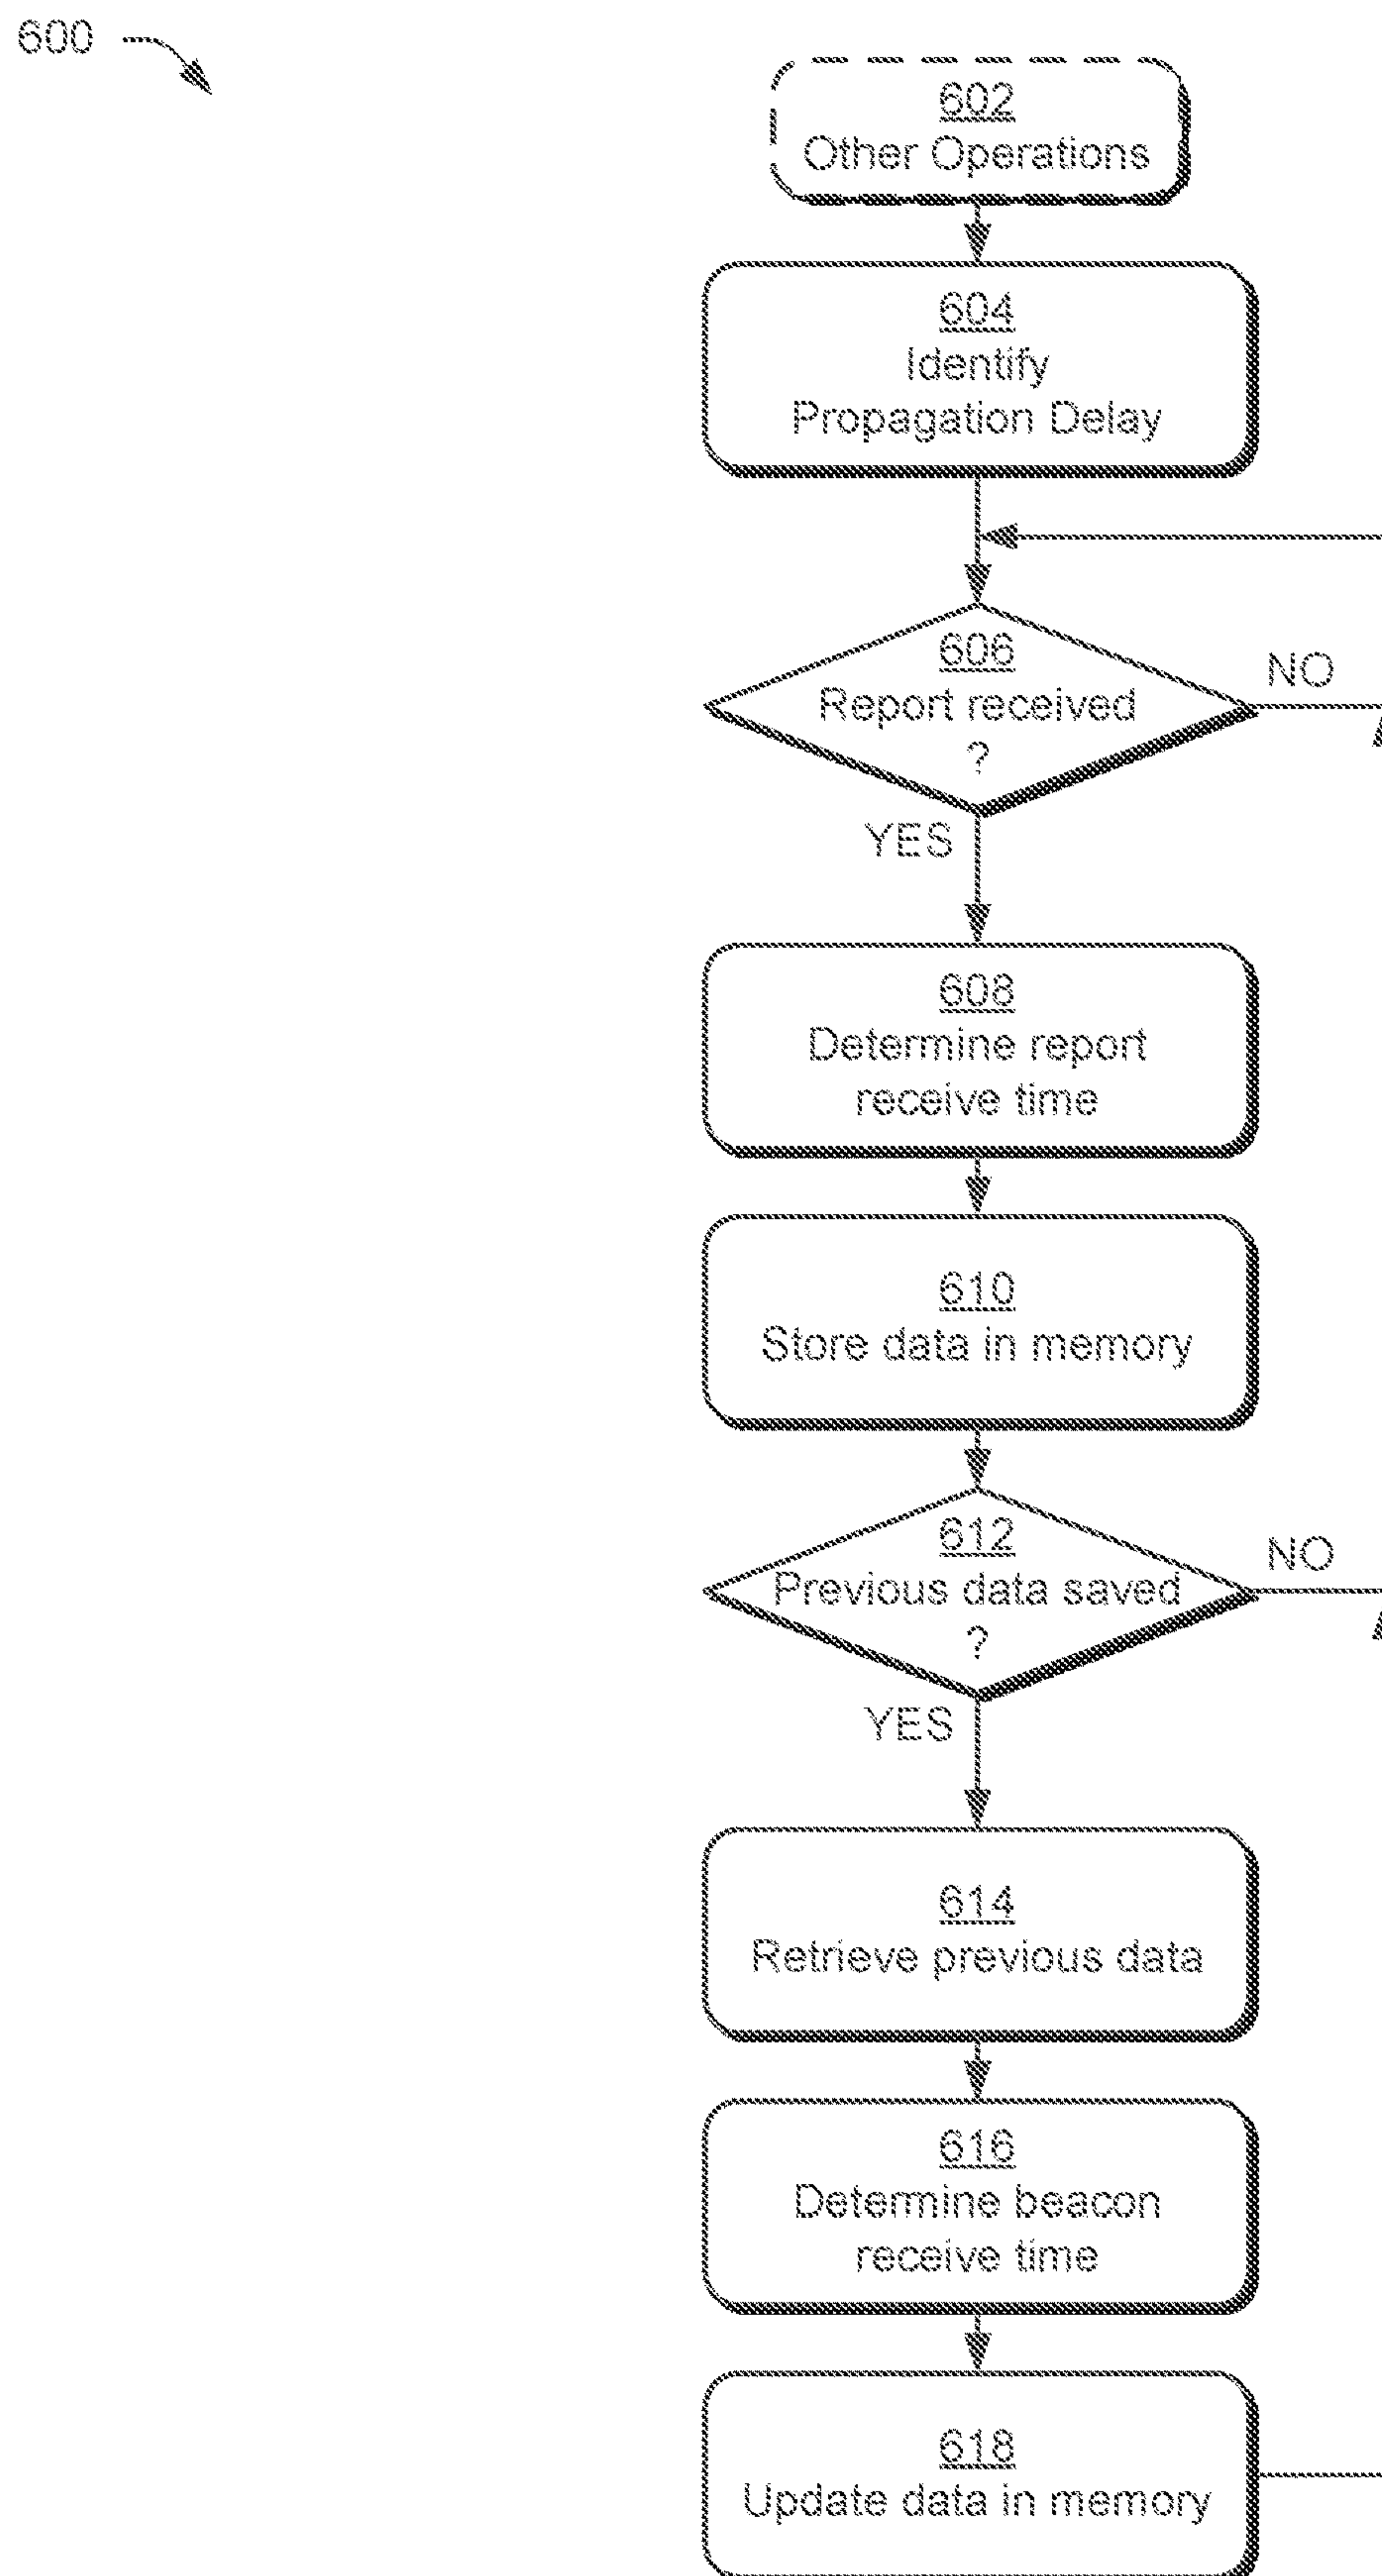 600
602
Other Operations
604
Identify
Propagation Delay
606
Report received
?
NO
YES
608
Determine report
receive time
610
Store data in memory
612
Previous data saved
?
NO
YES
614
Retrieve previous data
616
Determine beacon
receive time
618
Update data in memory